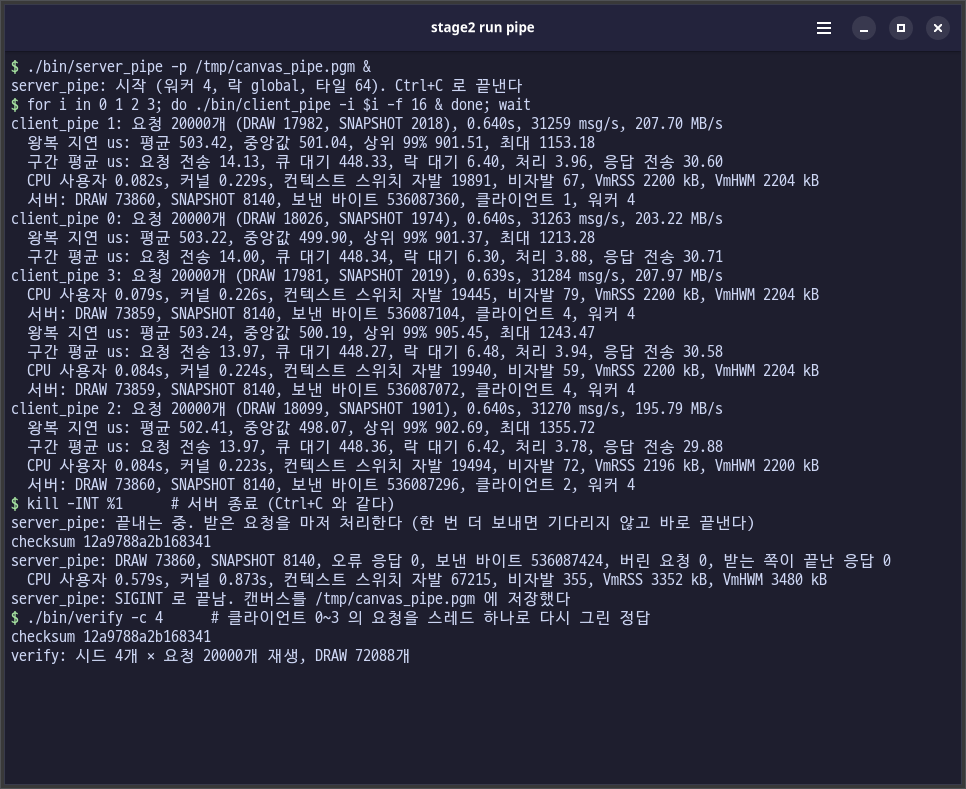 stage2 run pipe
$ ./bin/server_pipe -p /tmp/canvas_pipe.pgm &
server_pipe: 시작 (워커 4, 락 global, 타일 64). Ctrl+C 로 끝낸다
$ for i in 0 1 2 3; do ./bin/client_pipe -i $i -f 16 & done; wait
client_pipe 1: 요청 20000개 (DRAW 17982, SNAPSHOT 2018), 0.640s, 31259 msg/s, 207.70 MB/s
  왕복 지연 us: 평균 503.42, 중앙값 501.04, 상위 99% 901.51, 최대 1153.18
  구간 평균 us: 요청 전송 14.13, 큐 대기 448.33, 락 대기 6.40, 처리 3.96, 응답 전송 30.60
  CPU 사용자 0.082s, 커널 0.229s, 컨텍스트 스위치 자발 19891, 비자발 67, VmRSS 2200 kB, VmHWM 2204 kB
  서버: DRAW 73860, SNAPSHOT 8140, 보낸 바이트 536087360, 클라이언트 1, 워커 4
client_pipe 0: 요청 20000개 (DRAW 18026, SNAPSHOT 1974), 0.640s, 31263 msg/s, 203.22 MB/s
  왕복 지연 us: 평균 503.22, 중앙값 499.90, 상위 99% 901.37, 최대 1213.28
  구간 평균 us: 요청 전송 14.00, 큐 대기 448.34, 락 대기 6.30, 처리 3.88, 응답 전송 30.71
client_pipe 3: 요청 20000개 (DRAW 17981, SNAPSHOT 2019), 0.639s, 31284 msg/s, 207.97 MB/s
  CPU 사용자 0.079s, 커널 0.226s, 컨텍스트 스위치 자발 19445, 비자발 79, VmRSS 2200 kB, VmHWM 2204 kB
  서버: DRAW 73859, SNAPSHOT 8140, 보낸 바이트 536087104, 클라이언트 4, 워커 4
  왕복 지연 us: 평균 503.24, 중앙값 500.19, 상위 99% 905.45, 최대 1243.47
  구간 평균 us: 요청 전송 13.97, 큐 대기 448.27, 락 대기 6.48, 처리 3.94, 응답 전송 30.58
  CPU 사용자 0.084s, 커널 0.224s, 컨텍스트 스위치 자발 19940, 비자발 59, VmRSS 2200 kB, VmHWM 2204 kB
  서버: DRAW 73859, SNAPSHOT 8140, 보낸 바이트 536087072, 클라이언트 4, 워커 4
client_pipe 2: 요청 20000개 (DRAW 18099, SNAPSHOT 1901), 0.640s, 31270 msg/s, 195.79 MB/s
  왕복 지연 us: 평균 502.41, 중앙값 498.07, 상위 99% 902.69, 최대 1355.72
  구간 평균 us: 요청 전송 13.97, 큐 대기 448.36, 락 대기 6.42, 처리 3.78, 응답 전송 29.88
  CPU 사용자 0.084s, 커널 0.223s, 컨텍스트 스위치 자발 19494, 비자발 72, VmRSS 2196 kB, VmHWM 2200 kB
  서버: DRAW 73860, SNAPSHOT 8140, 보낸 바이트 536087296, 클라이언트 2, 워커 4
$ kill -INT %1      # 서버 종료 (Ctrl+C 와 같다)
server_pipe: 끝내는 중. 받은 요청을 마저 처리한다 (한 번 더 보내면 기다리지 않고 바로 끝낸다)
checksum 12a9788a2b168341
server_pipe: DRAW 73860, SNAPSHOT 8140, 오류 응답 0, 보낸 바이트 536087424, 버린 요청 0, 받는 쪽이 끝난 응답 0
  CPU 사용자 0.579s, 커널 0.873s, 컨텍스트 스위치 자발 67215, 비자발 355, VmRSS 3352 kB, VmHWM 3480 kB
server_pipe: SIGINT 로 끝남. 캔버스를 /tmp/canvas_pipe.pgm 에 저장했다
$ ./bin/verify -c 4      # 클라이언트 0~3 의 요청을 스레드 하나로 다시 그린 정답
checksum 12a9788a2b168341
verify: 시드 4개 × 요청 20000개 재생, DRAW 72088개